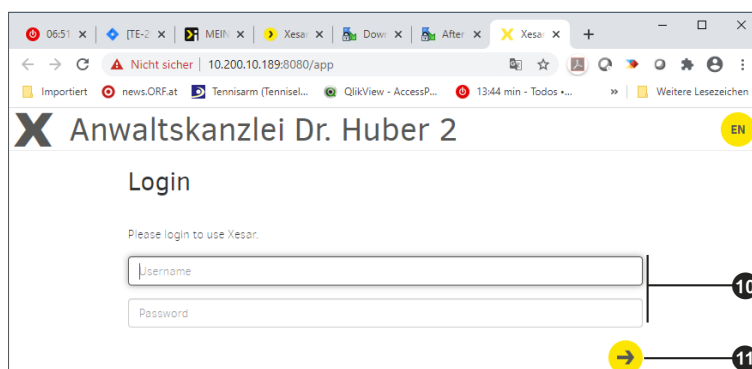 06:51
[TE-2
MEIN
Xesar
Down
After
Xesar
Nicht sicher | 10.200.10.189:8080/app
Importiert
news.ORF.at
Tennisarm (Tennisel...
QlikView - AccessP...
13:44 min - Todos •...
»
Weitere Lesezeichen
X Anwaltskanzlei Dr. Huber 2
EN
Login
Please login to use Xesar.
Username
10
Password
11